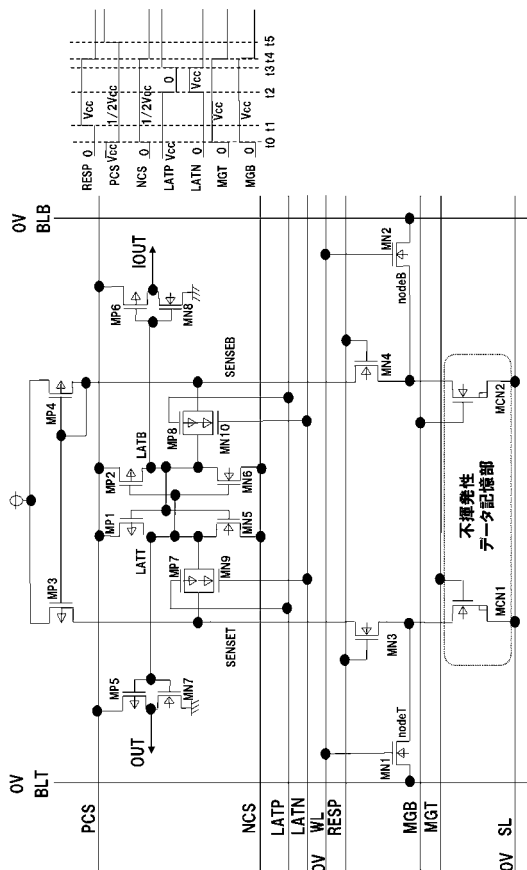 RESP 0 Vcc
PCS Vcc 1/2Vcc
NCS 0 1/2Vcc
LATP Vcc 0
LATN 0 Vcc
MGT 0 Vcc
MGB 0 Vcc
t0 t1 t2 t3 t4 t5
0V
BLT
0V
BLB
PCS
NCS
LATP
LATN
0V WL
RESP
MGB
MGT
0V SL
MP3
MP4
MP5
MN7
OUT
MP1
MP2
LATT
LATB
MN5
MN6
MP6
MN8
IOUT
MP7
MN9
MP8
MN10
SENSET
SENSEB
MN3
MN4
MN1
nodeT
MN2
nodeB
MCN1
MCN2
不揮発性
データ記憶部